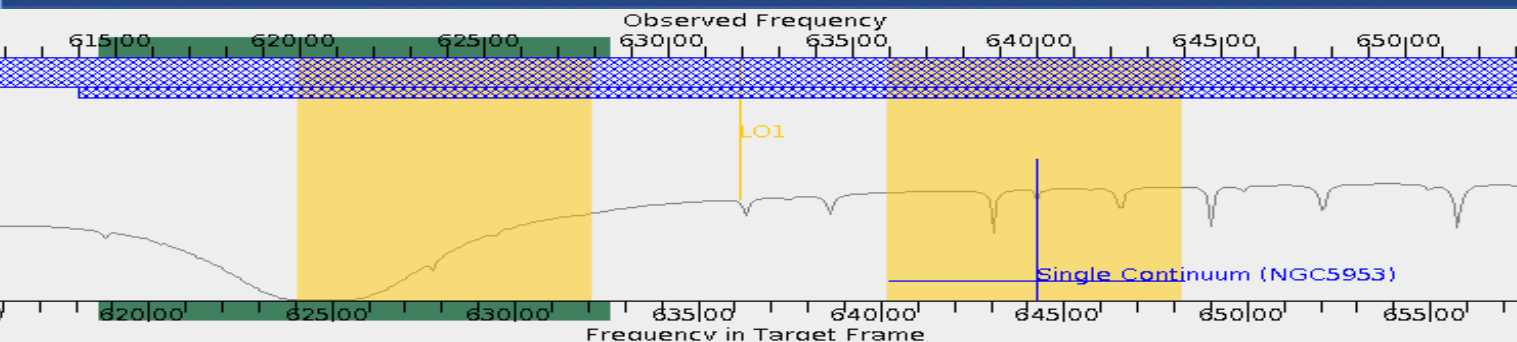 Observed Frequency
615|00 620|00 625|00 630|00 635|00 640|00 645|00 650|00
LO1
Single Continuum (NGC5953)
620|00 625|00 630|00 635|00 640|00 645|00 650|00 655|00
Frequency in Target Frame